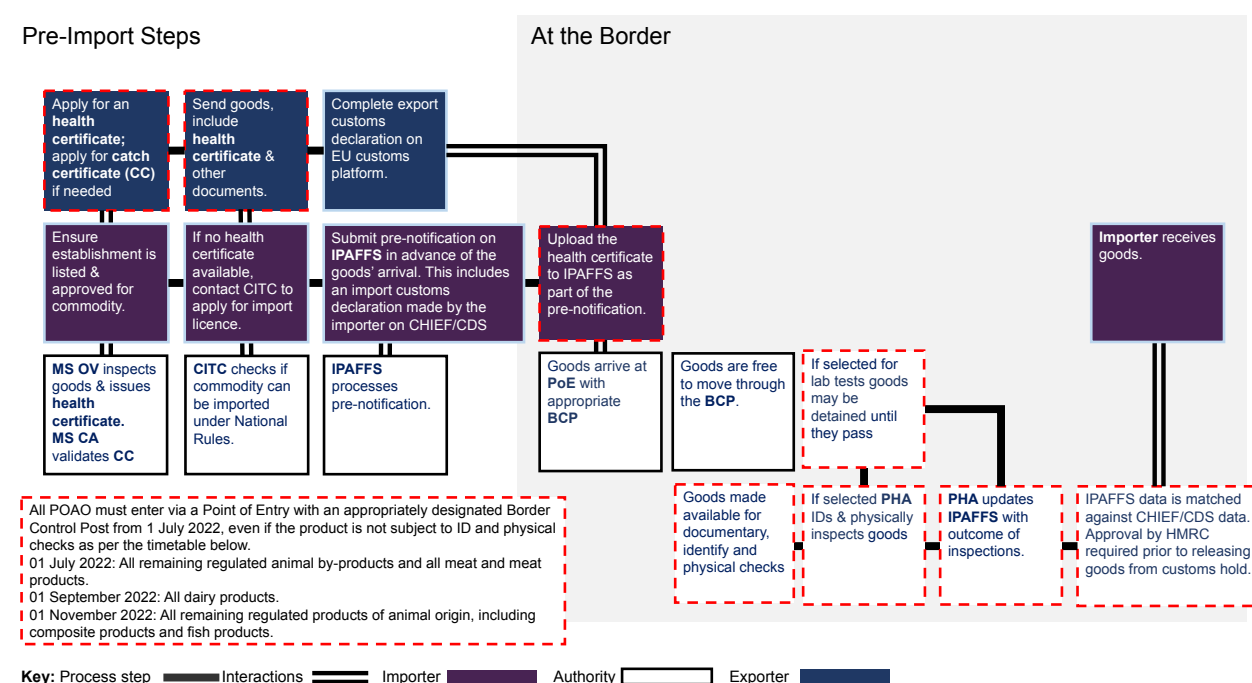 Pre-Import Steps
At the Border
Apply for an
health
certificate;
apply for catch
certificate (CC)
if needed
Send goods,
include
health
certificate &
other
documents.
Complete export
customs
declaration on
EU customs
platform.
Ensure
establishment is
listed &
approved for
commodity.
If no health
certificate
available,
contact CITC to
apply for import
licence.
Submit pre-notification on
IPAFFS in advance of the
goods' arrival. This includes
an import customs
declaration made by the
importer on CHIEF/CDS
Upload the
health certificate
to IPAFFS as
part of the
pre-notification.
Importer receives
goods.
MS OV inspects
goods & issues
health
certificate.
MS CA
validates CC
CITC checks if
commodity can
be imported
under National
Rules.
IPAFFS
processes
pre-notification.
Goods arrive at
PoE with
appropriate
BCP
Goods are free
to move through
the BCP.
If selected for
lab tests goods
may be
detained until
they pass
Goods made
available for
documentary,
identify and
physical checks
If selected PHA
IDs & physically
inspects goods
PHA updates
IPAFFS with
outcome of
inspections.
IPAFFS data is matched
against CHIEF/CDS data.
Approval by HMRC
required prior to releasing
goods from customs hold.
All POAO must enter via a Point of Entry with an appropriately designated Border
Control Post from 1 July 2022, even if the product is not subject to ID and physical
checks as per the timetable below.
01 July 2022: All remaining regulated animal by-products and all meat and meat
products.
01 September 2022: All dairy products.
01 November 2022: All remaining regulated products of animal origin, including
composite products and fish products.
Key: Process step Interactions Importer Authority Exporter